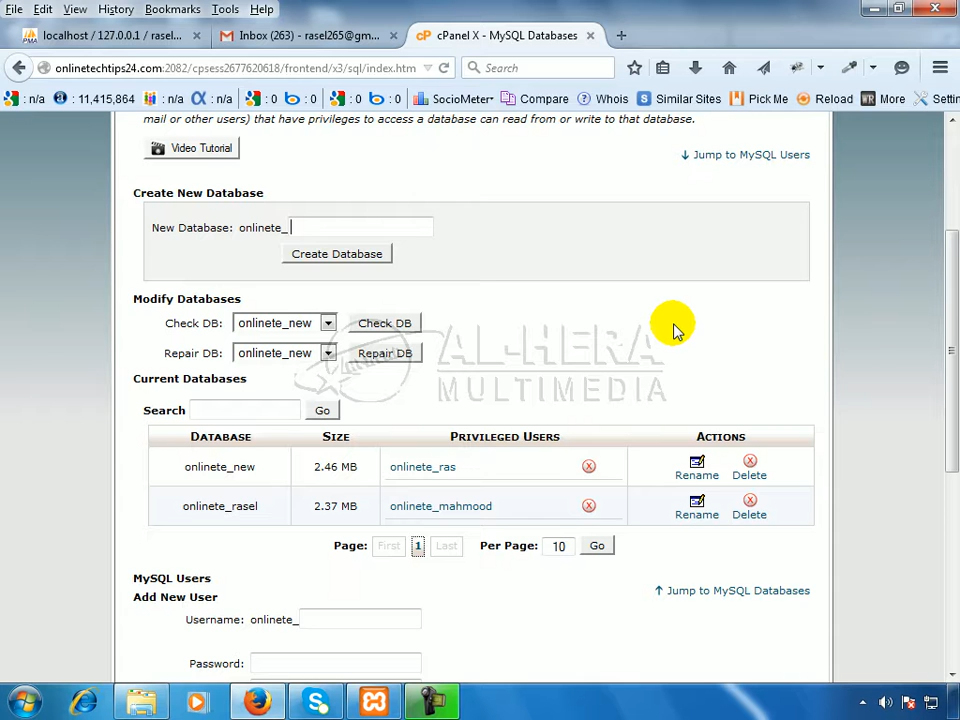 File Edit View History Bookmarks Tools Help
localhost / 127.0.0.1 / rasel... × Inbox (263) - rasel265@gm... × cPanel X - MySQL Databases ×
onlinetechtips24.com:2082/cpsess2677620618/frontend/x3/sql/index.htm Search
: n/a : 11,415,864 : n/a : n/a : 0 : 0 : 0 : 0 SocioMeter Compare Whois Similar Sites Pick Me Reload More Settin
mail or other users) that have privileges to access a database can read from or write to that database.
Video Tutorial
Jump to MySQL Users
Create New Database
New Database: onlinete_
Create Database
Modify Databases
Check DB: onlinete_new Check DB
Repair DB: onlinete_new Repair DB
AL-HERA
MULTIMEDIA
Current Databases
Search Go
DATABASE SIZE PRIVILEGED USERS ACTIONS
onlinete_new 2.46 MB onlinete_ras Rename Delete
onlinete_rasel 2.37 MB onlinete_mahmood Rename Delete
Page: First 1 Last Per Page: 10 Go
MySQL Users
Jump to MySQL Databases
Add New User
Username: onlinete_
Password: